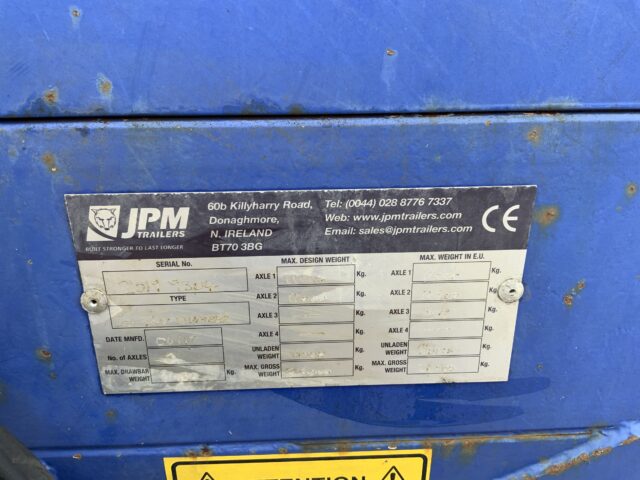 JPM
TRAILERS
BUILT STRONGER TO LAST LONGER
60b Killyharry Road,
Donaghmore,
N. IRELAND
BT70 3BG
Tel: (0044) 028 8776 7337
Web: www.jpmtrailers.com
Email: sales@jpmtrailers.com
CE
SERIAL No.
TYPE
DATE MNFD.
No. of AXLES
MAX. DRAWBAR WEIGHT Kg.
MAX. DESIGN WEIGHT
AXLE 1 Kg.
AXLE 2 Kg.
AXLE 3 Kg.
AXLE 4 Kg.
UNLADEN WEIGHT Kg.
MAX. GROSS WEIGHT Kg.
MAX. WEIGHT IN E.U.
AXLE 1 Kg.
AXLE 2 Kg.
AXLE 3 Kg.
AXLE 4 Kg.
UNLADEN WEIGHT Kg.
MAX. GROSS WEIGHT Kg.
ATTENTION